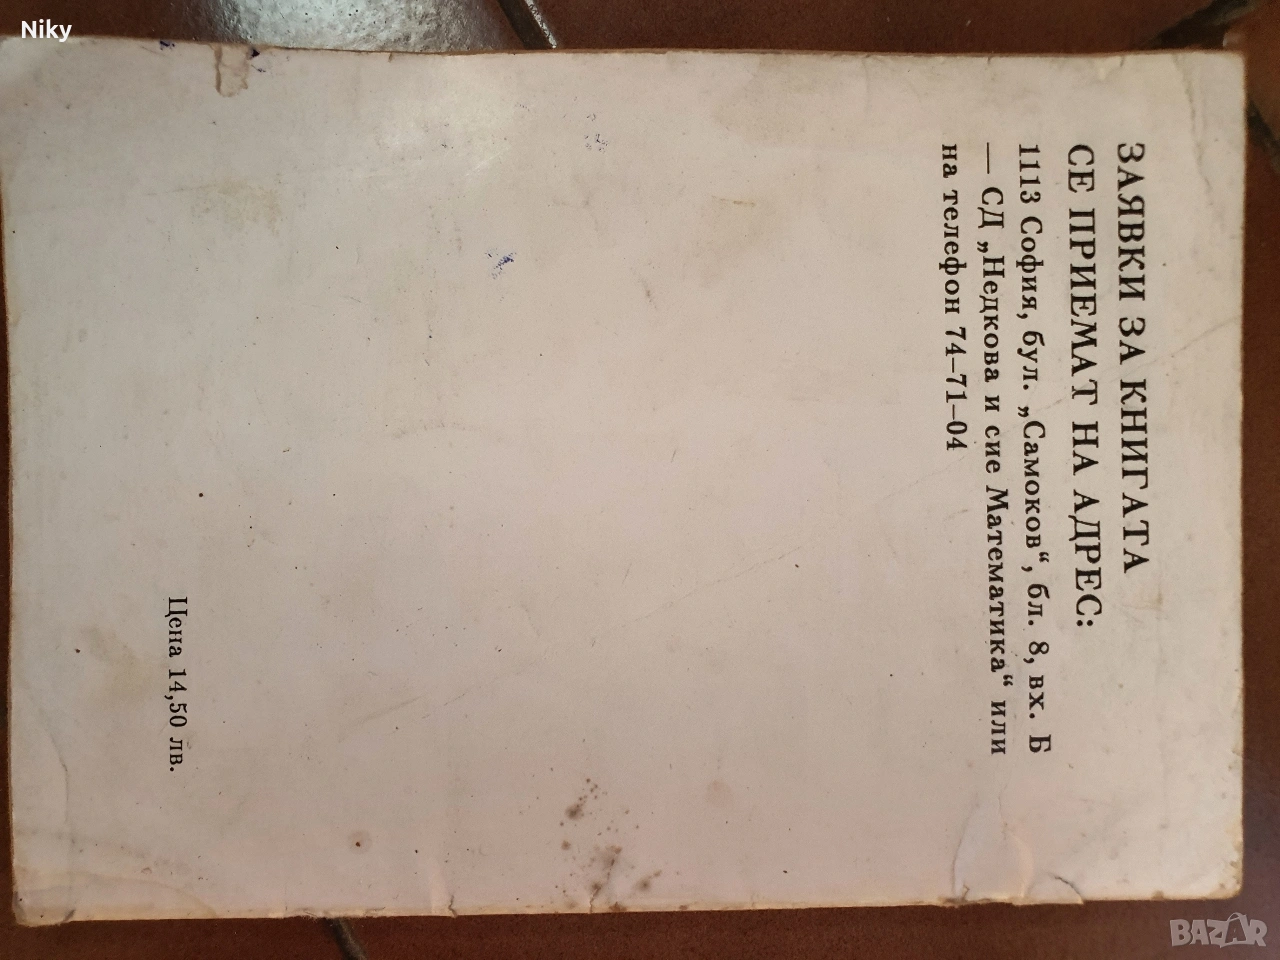 Niky
ЗАЯВКИ ЗА КНИГАТА
СЕ ПРИЕМАТ НА АДРЕС:
1113 София, бул. „Самоков“, бл. 8, вх. Б
— СД „Недкова и сие Математика“ или
на телефон 74–71–04
Цена 14,50 лв.
BAZAR